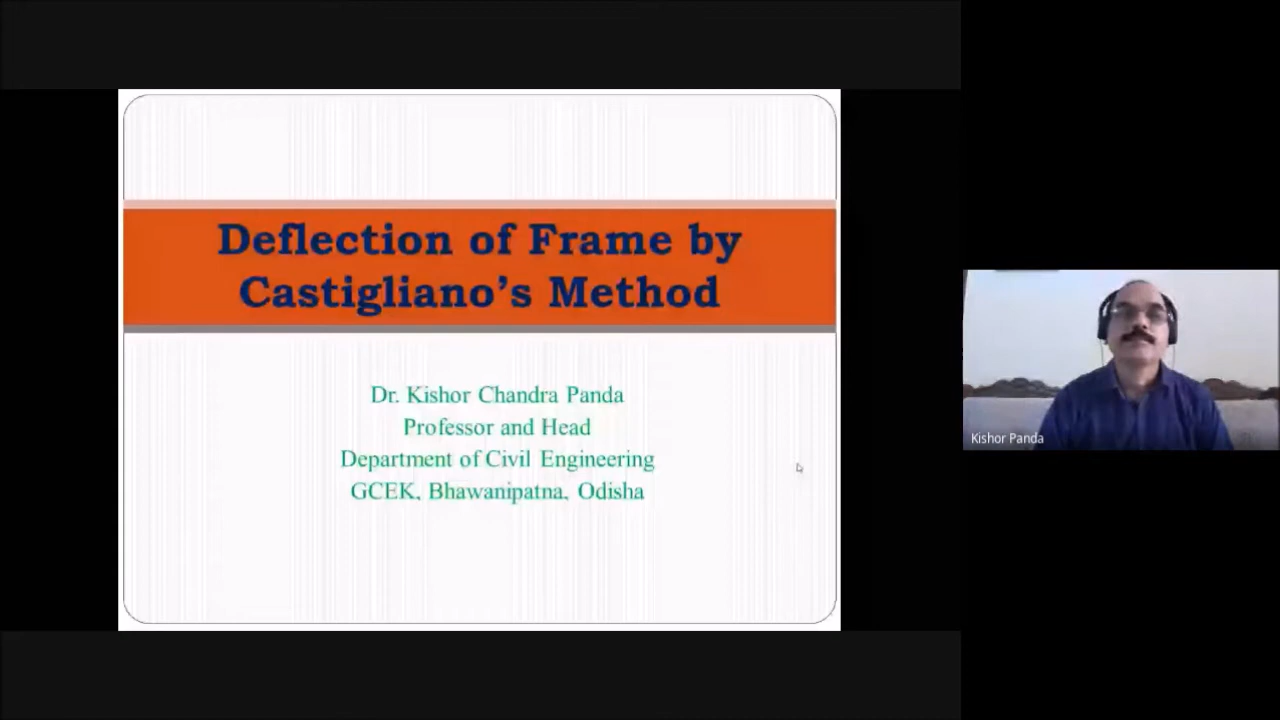 Deflection of Frame by
Castigliano's Method
Dr. Kishor Chandra Panda
Professor and Head
Department of Civil Engineering
GCEK, Bhawanipatna, Odisha
Kishor Panda